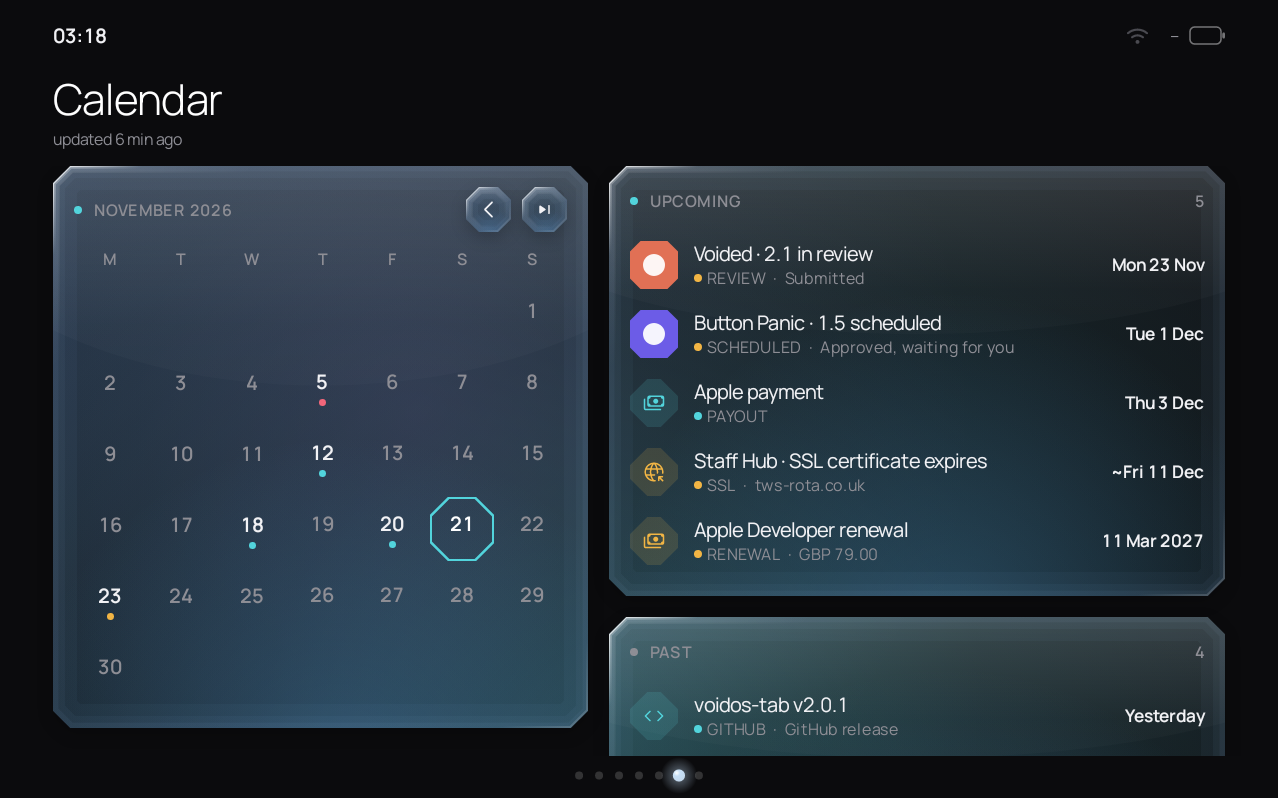 03:18
–
Calendar
updated 6 min ago
NOVEMBER 2026
M T W T F S S
1
2 3 4 5 6 7 8
9 10 11 12 13 14 15
16 17 18 19 20 21 22
23 24 25 26 27 28 29
30
UPCOMING 5
Voided · 2.1 in review Mon 23 Nov
REVIEW · Submitted
Button Panic · 1.5 scheduled Tue 1 Dec
SCHEDULED · Approved, waiting for you
Apple payment Thu 3 Dec
PAYOUT
Staff Hub · SSL certificate expires ~Fri 11 Dec
SSL · tws-rota.co.uk
Apple Developer renewal 11 Mar 2027
RENEWAL · GBP 79.00
PAST 4
voidos-tab v2.0.1 Yesterday
GITHUB · GitHub release